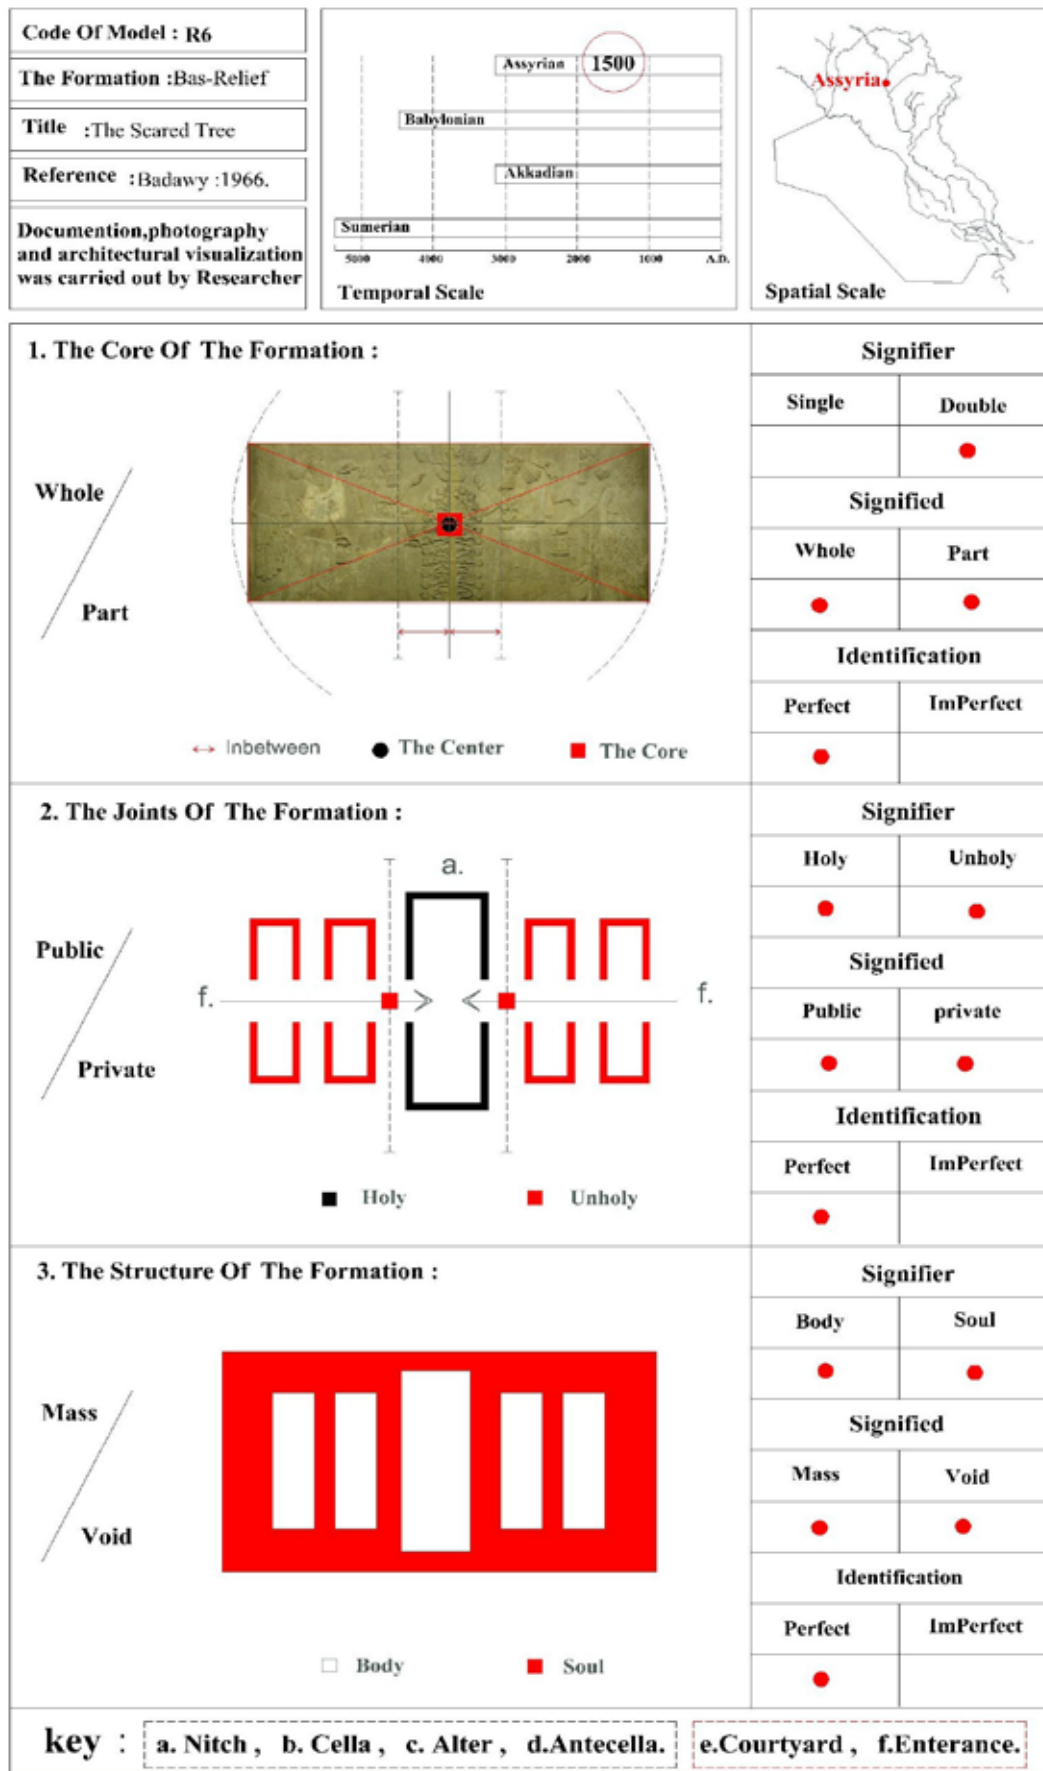 Code Of Model : R6
The Formation :Bas-Relief
Title :The Scared Tree
Reference :Badawy :1966.
Documention,photography
and architectural visualization
was carried out by Researcher
Assyrian 1500
Babylonian
Akkadian
Sumerian
5000 4000 3000 2000 1000 A.D.
Temporal Scale
Assyria
Spatial Scale
1. The Core Of The Formation :
Whole
Part
Inbetween The Center The Core
Signifier
Single Double
Signified
Whole Part
Identification
Perfect ImPerfect
2. The Joints Of The Formation :
a.
Public
f. f.
Private
Holy Unholy
Signifier
Holy Unholy
Signified
Public private
Identification
Perfect ImPerfect
3. The Structure Of The Formation :
Mass
Void
Body Soul
Signifier
Body Soul
Signified
Mass Void
Identification
Perfect ImPerfect
key : a. Nitch , b. Cella , c. Alter , d.Antecella. e.Courtyard , f.Enterance.